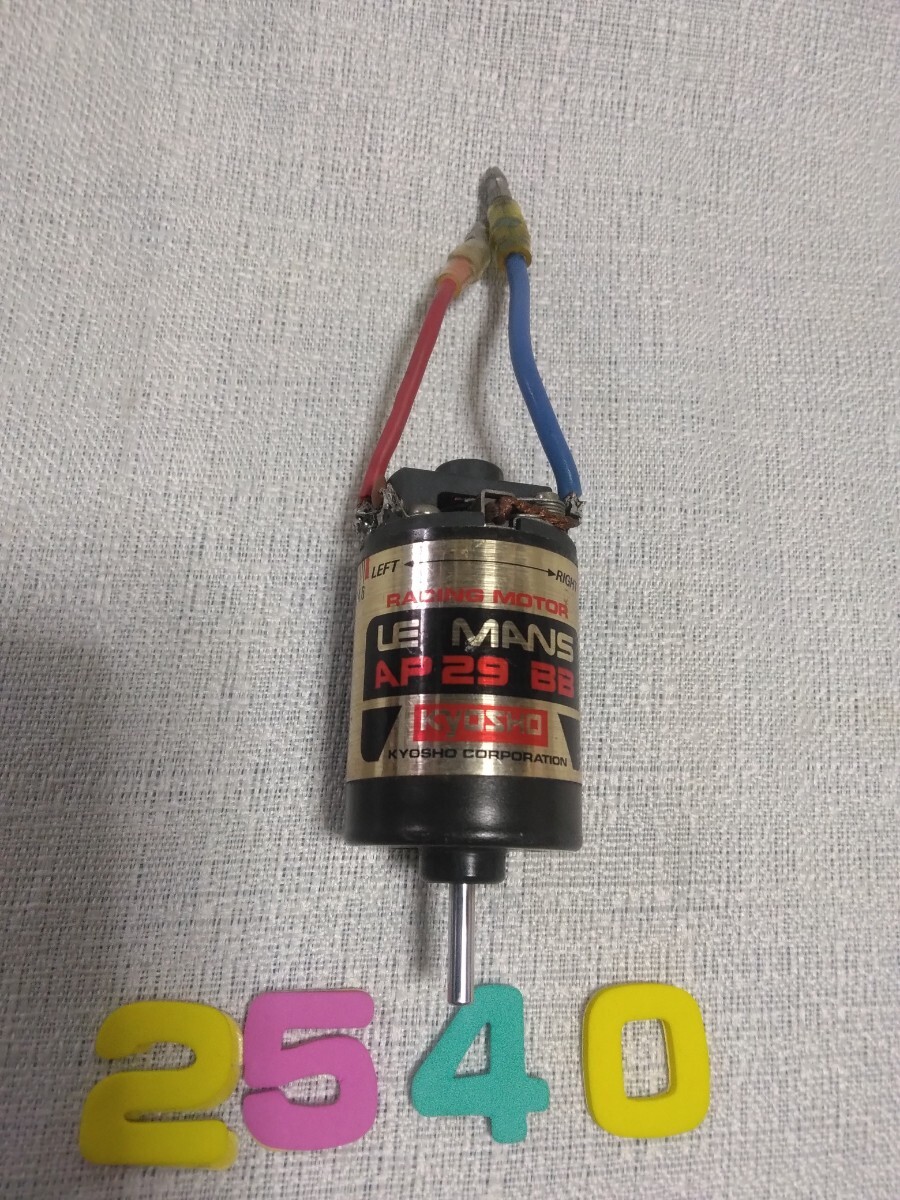 LEFT RIGHT
RACING MOTOR
LE MANS
AP 29 BB
KYOSHO
KYOSHO CORPORATION
2540